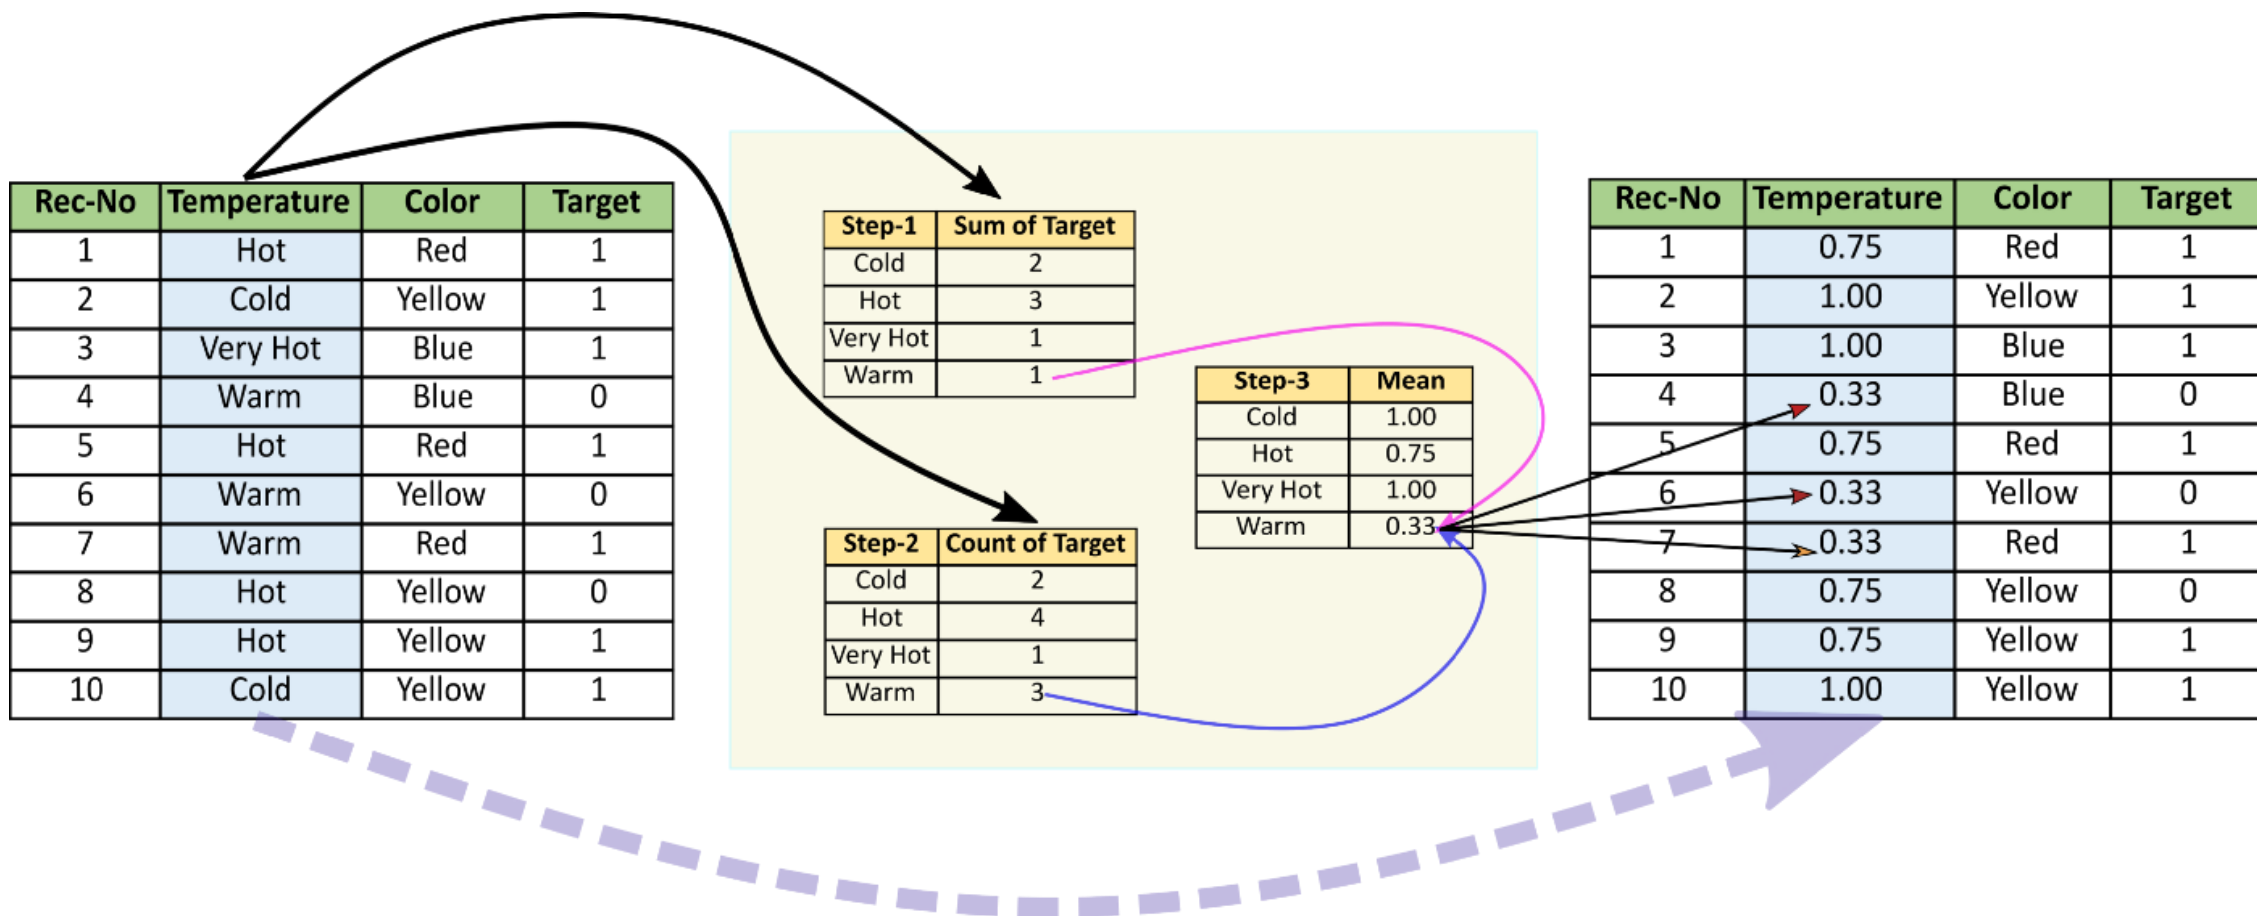 Rec-No Temperature Color Target
1 Hot Red 1
2 Cold Yellow 1
3 Very Hot Blue 1
4 Warm Blue 0
5 Hot Red 1
6 Warm Yellow 0
7 Warm Red 1
8 Hot Yellow 0
9 Hot Yellow 1
10 Cold Yellow 1
Step-1 Sum of Target
Cold 2
Hot 3
Very Hot 1
Warm 1
Step-2 Count of Target
Cold 2
Hot 4
Very Hot 1
Warm 3
Step-3 Mean
Cold 1.00
Hot 0.75
Very Hot 1.00
Warm 0.33
Rec-No Temperature Color Target
1 0.75 Red 1
2 1.00 Yellow 1
3 1.00 Blue 1
4 0.33 Blue 0
5 0.75 Red 1
6 0.33 Yellow 0
7 0.33 Red 1
8 0.75 Yellow 0
9 0.75 Yellow 1
10 1.00 Yellow 1